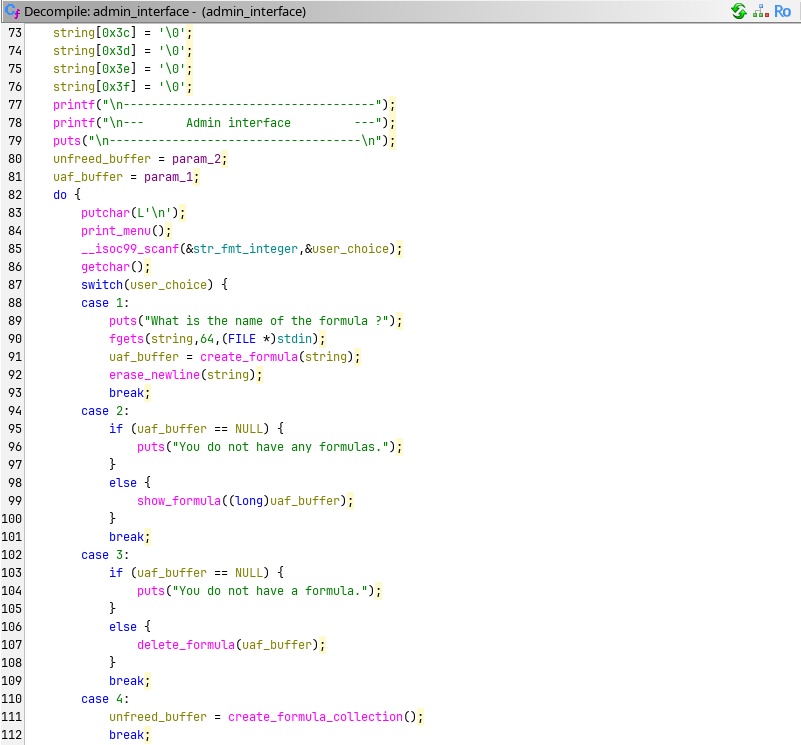 Decompile: admin_interface -  (admin_interface)
Ro
73    string[0x3c] = '\0';
74    string[0x3d] = '\0';
75    string[0x3e] = '\0';
76    string[0x3f] = '\0';
77    printf("\n------------------------------------");
78    printf("\n---      Admin interface         ---");
79    puts("\n------------------------------------\n");
80    unfreed_buffer = param_2;
81    uaf_buffer = param_1;
82    do {
83        putchar(L'\n');
84        print_menu();
85        __isoc99_scanf(&str_fmt_integer,&user_choice);
86        getchar();
87        switch(user_choice) {
88        case 1:
89            puts("What is the name of the formula ?");
90            fgets(string,64,(FILE *)stdin);
91            uaf_buffer = create_formula(string);
92            erase_newline(string);
93            break;
94        case 2:
95            if (uaf_buffer == NULL) {
96                puts("You do not have any formulas.");
97            }
98            else {
99                show_formula((long)uaf_buffer);
100            }
101            break;
102        case 3:
103            if (uaf_buffer == NULL) {
104                puts("You do not have a formula.");
105            }
106            else {
107                delete_formula(uaf_buffer);
108            }
109            break;
110        case 4:
111            unfreed_buffer = create_formula_collection();
112            break;